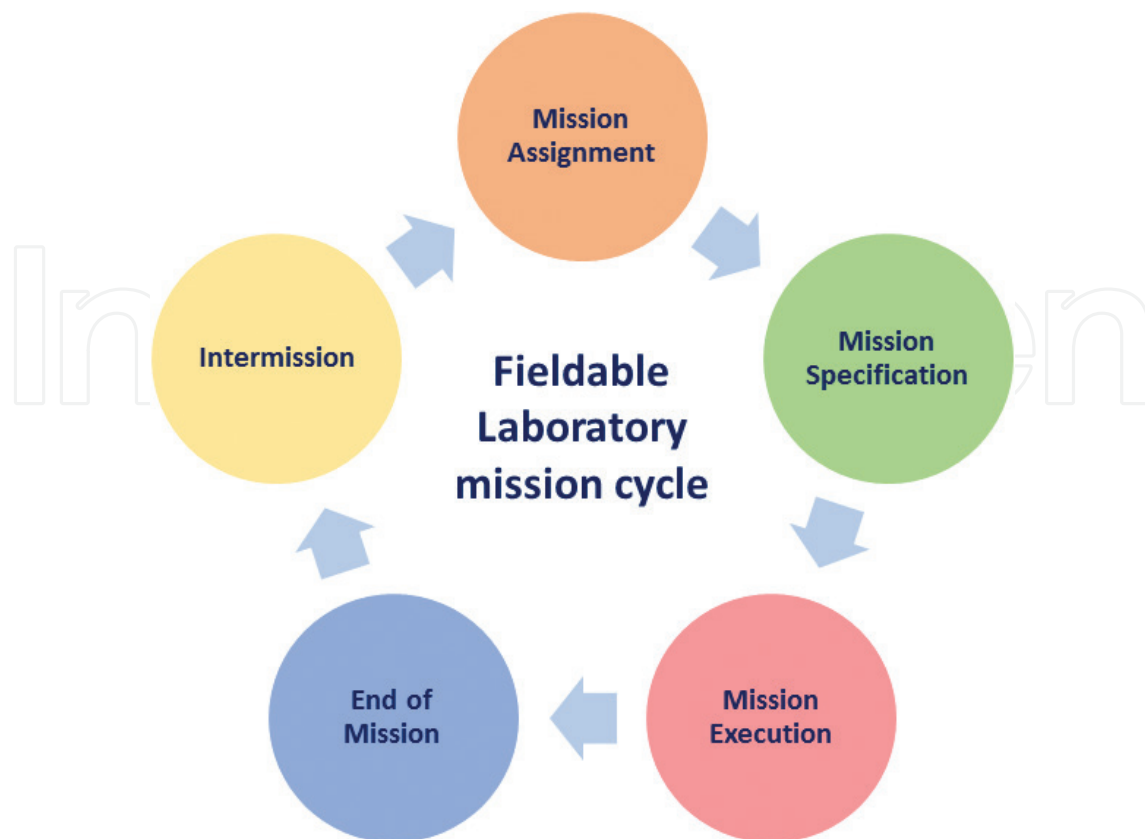 Mission
Assignment
Mission
Specification
Mission
Execution
End of
Mission
Intermission
Fieldable
Laboratory
mission cycle